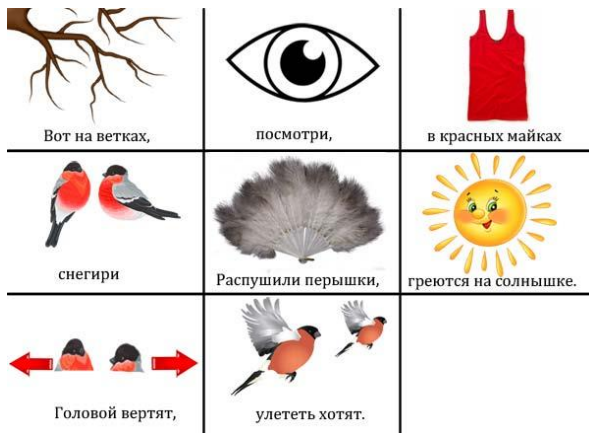 Вот на ветках,
посмотри,
в красных майках
снегири
Распушили перышки,
греются на солнышке.
Головой вертят,
улететь хотят.